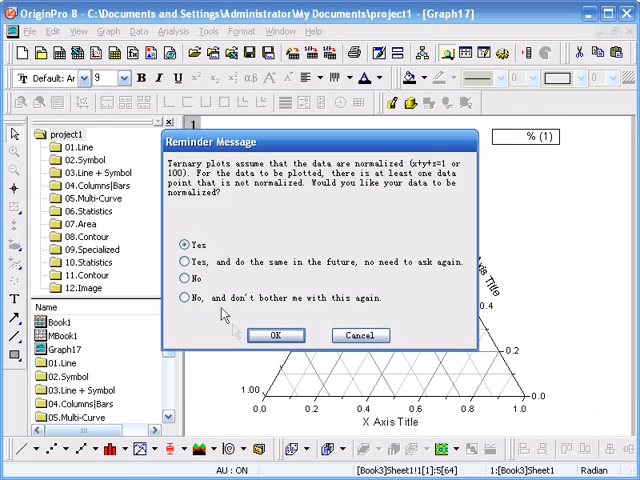 OriginPro 8 - C:\Documents and Settings\Administrator\My Documents\project1 - [Graph17]
File Edit View Graph Data Analysis Tools Format Window Help
Default: Ar 9 B I U
0 0
project1
01.Line
02.Symbol
03.Line + Symbol
04.Columns|Bars
05.Multi-Curve
06.Statistics
07.Area
08.Contour
09.Specialized
10.Statistics
11.Contour
12.Image
Name
Book1
MBook1
Graph17
01.Line
02.Symbol
03.Line + Symbol
04.Columns|Bars
05.Multi-Curve
1
% (1)
Reminder Message
Ternary plots assume that the data are normalized (x+y+z=1 or
100). For the data to be plotted, there is at least one data
point that is not normalized. Would you like your data to be
normalized?
Yes
Yes, and do the same in the future, no need to ask again.
No
No, and don't bother me with this again.
OK Cancel
Axis Title
0.4
0.2
1.00 0.0
0.0 0.2 0.4 0.6 0.8 1.0
X Axis Title
AU : ON [Book3]Sheet1!1[1]:5[64] 1:[Book3]Sheet1 Radian